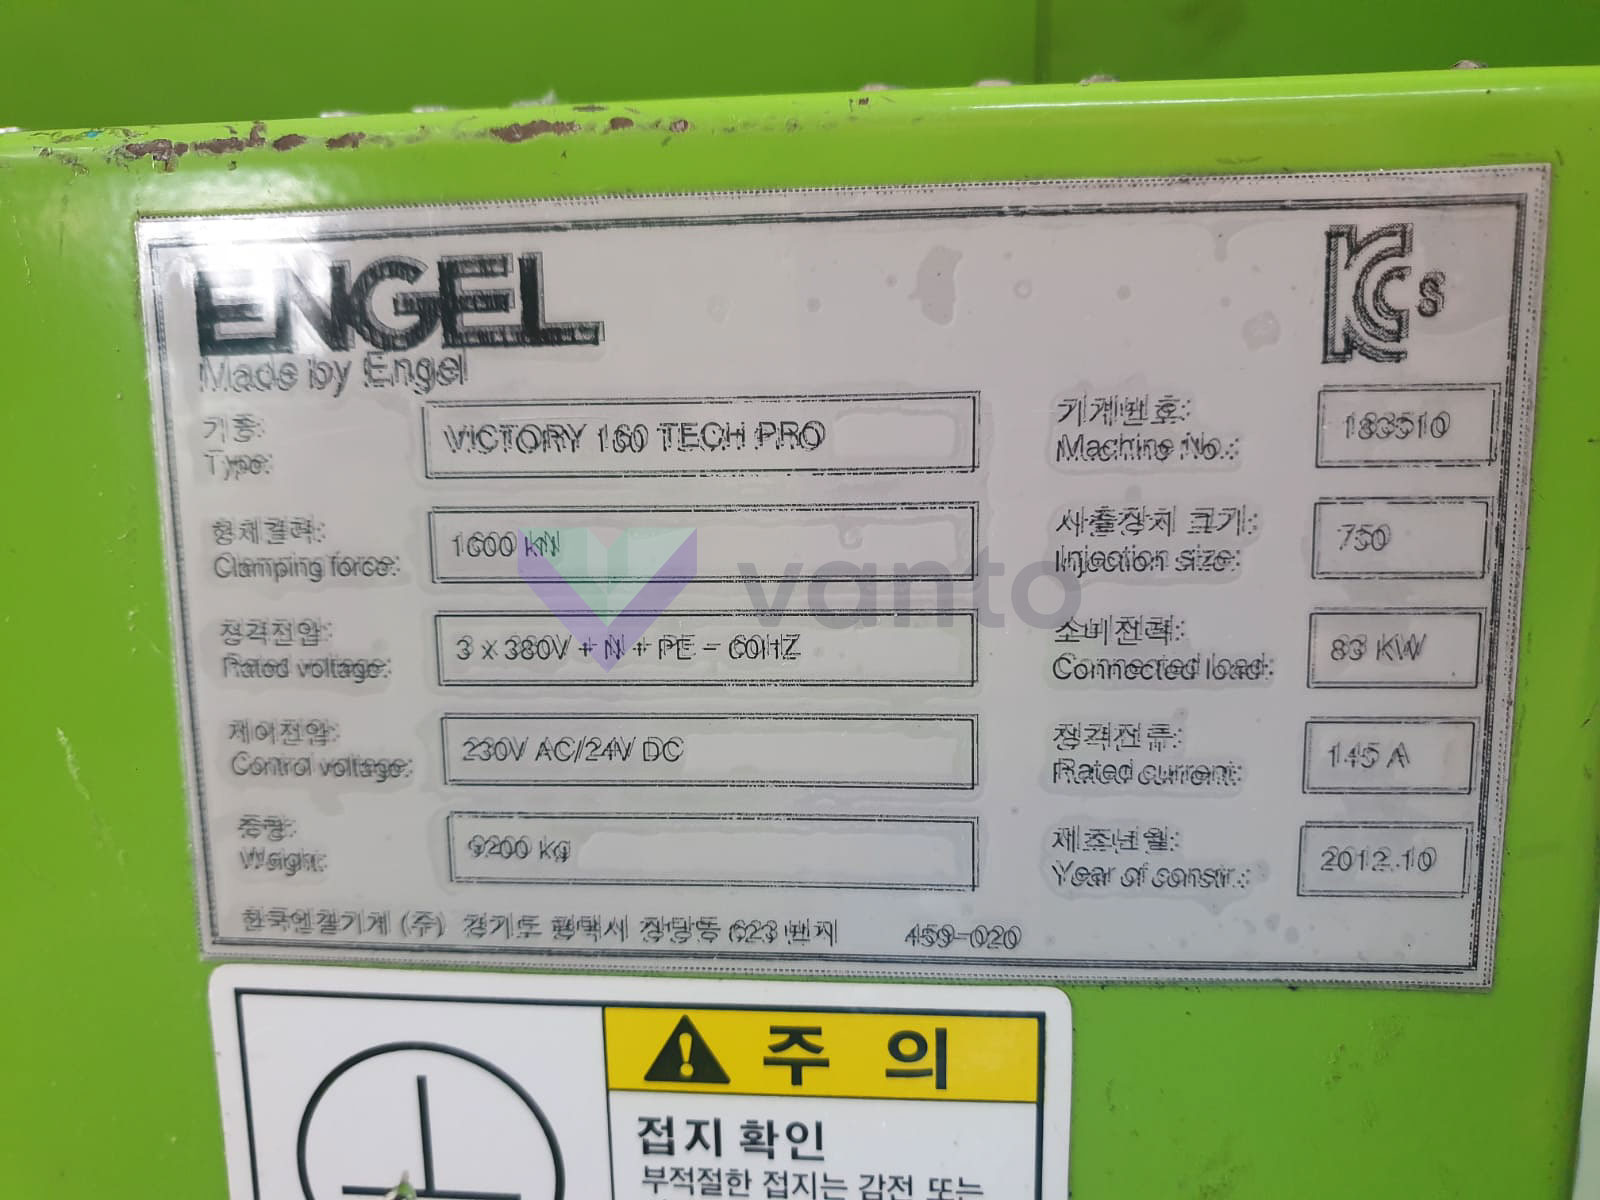 ENGEL
KCs
Made by Engel
기종: VICTORY 160 TECH PRO 기계번호: 183510
Type: Machine No.:
형체결력: 1600 kN 사출장치 크기: 750
Clamping force: Injection size:
정격전압: 3 x 380V + N + PE - 60HZ 소비전력: 83 KW
Rated voltage: Connected load:
제어전압: 230V AC/24V DC 정격전류: 145 A
Control voltage: Rated current:
중량: 9200 kg 제조년월: 2012.10
Weight: Year of constr.:
한국엔겔기계 (주) 경기도 평택시 장당동 623 번지 459-020
vanto
주 의
접지 확인
부적절한 접지는 감전 또는